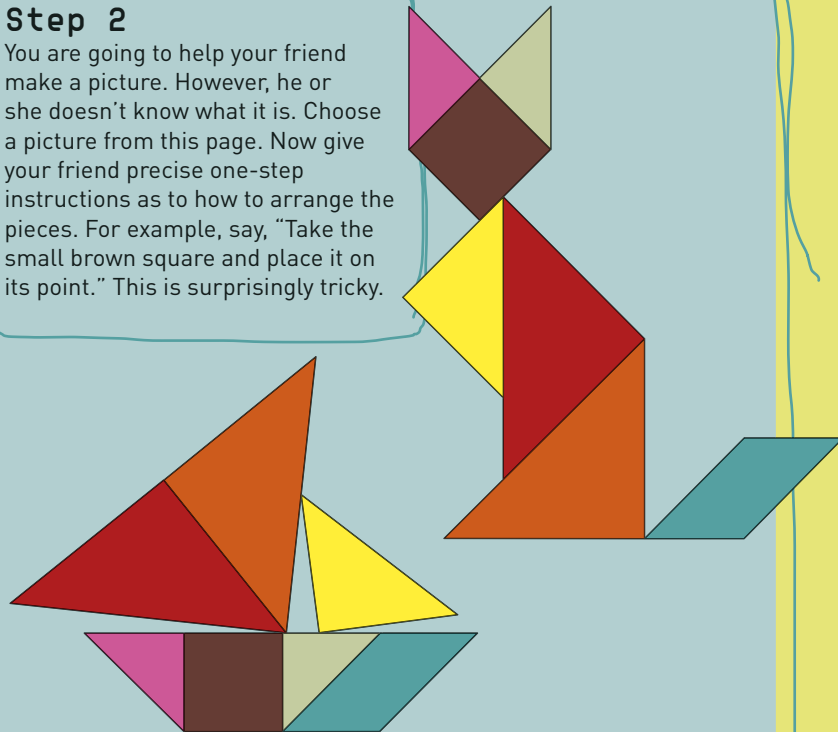 Step 2
You are going to help your friend
make a picture. However, he or
she doesn’t know what it is. Choose
a picture from this page. Now give
your friend precise one-step
instructions as to how to arrange the
pieces. For example, say, “Take the
small brown square and place it on
its point.” This is surprisingly tricky.